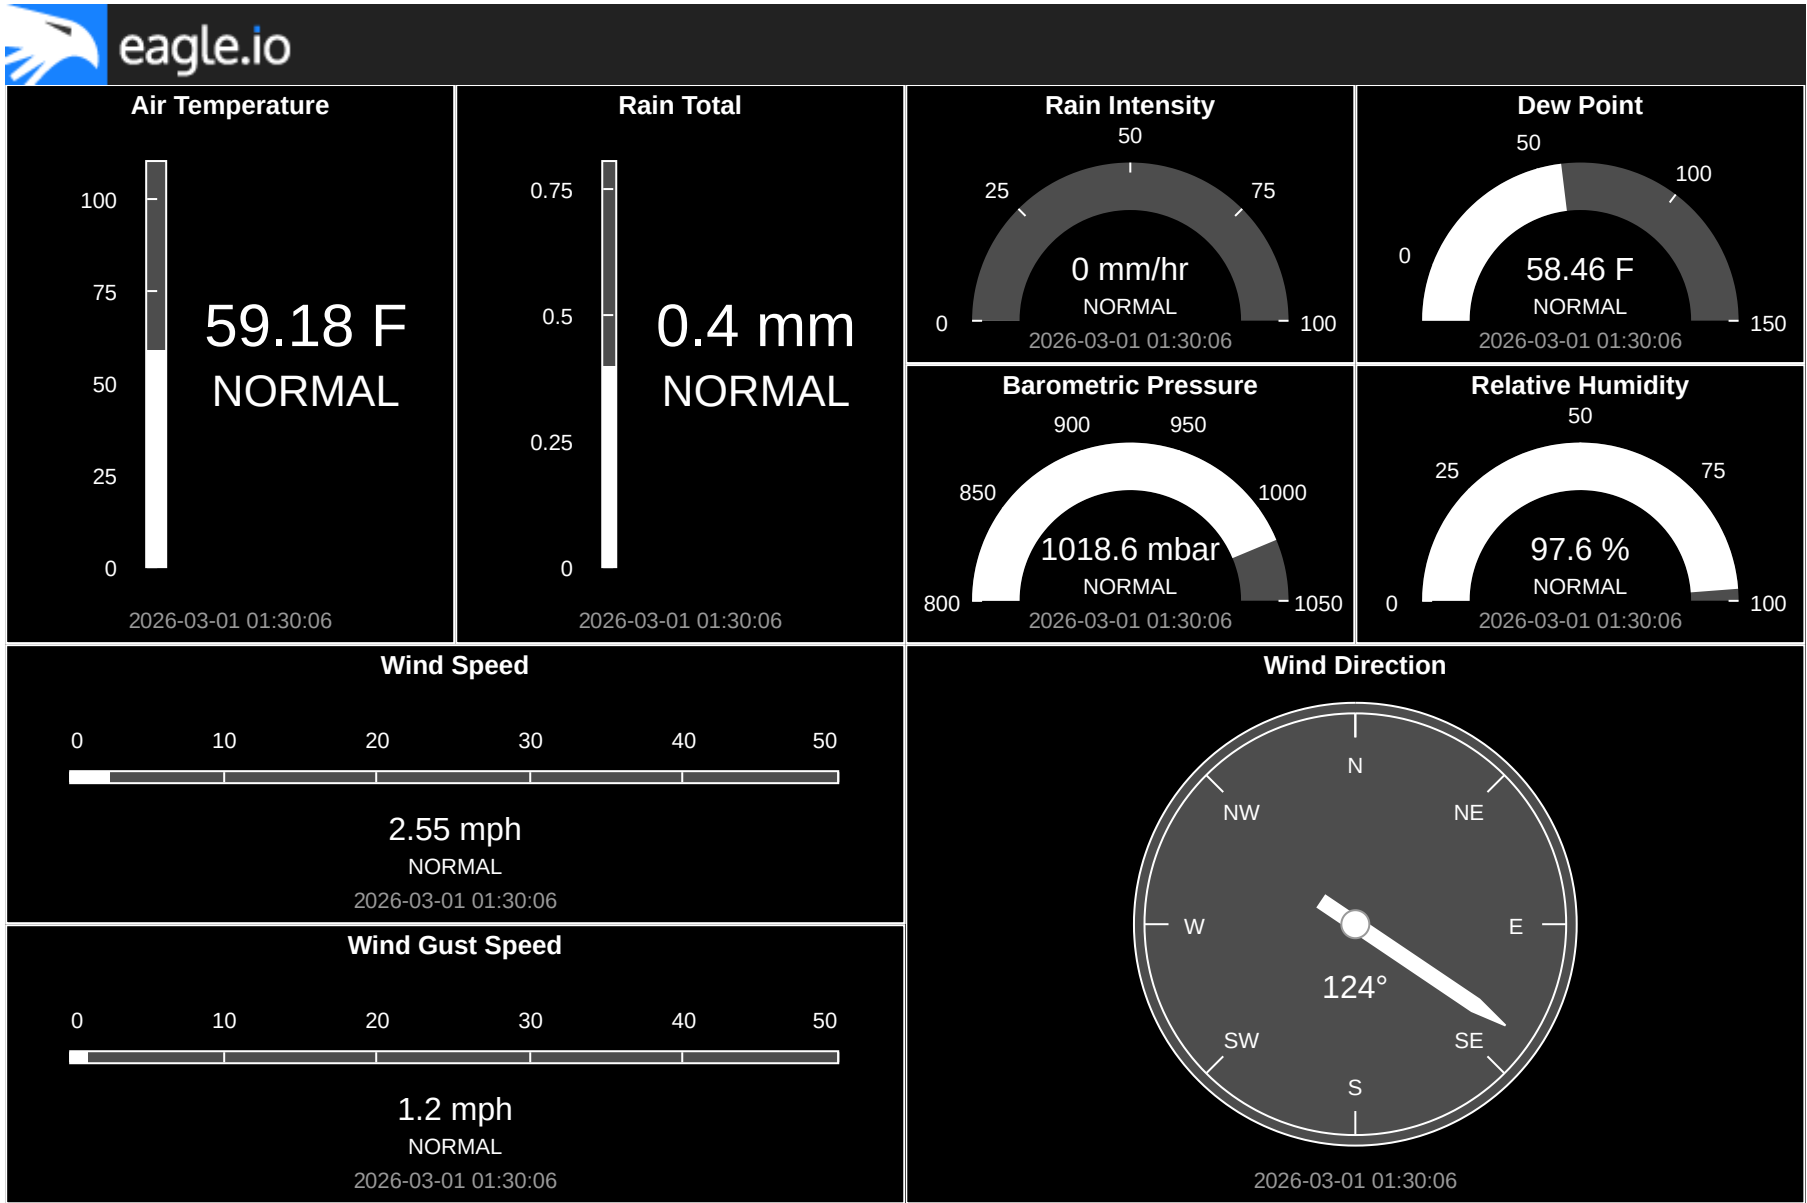 eagle.io
Air Temperature
100
75
50
25
0
59.18 F
NORMAL
2026-03-01 01:30:06
Rain Total
0.75
0.5
0.25
0
0.4 mm
NORMAL
2026-03-01 01:30:06
Rain Intensity
50
25
75
0
100
0 mm/hr
NORMAL
2026-03-01 01:30:06
Dew Point
50
100
0
150
58.46 F
NORMAL
2026-03-01 01:30:06
Barometric Pressure
900
950
850
1000
800
1050
1018.6 mbar
NORMAL
2026-03-01 01:30:06
Relative Humidity
50
25
75
0
100
97.6 %
NORMAL
2026-03-01 01:30:06
Wind Speed
0 10 20 30 40 50
2.55 mph
NORMAL
2026-03-01 01:30:06
Wind Gust Speed
0 10 20 30 40 50
1.2 mph
NORMAL
2026-03-01 01:30:06
Wind Direction
N
NW
NE
W
E
124°
SW
SE
S
2026-03-01 01:30:06